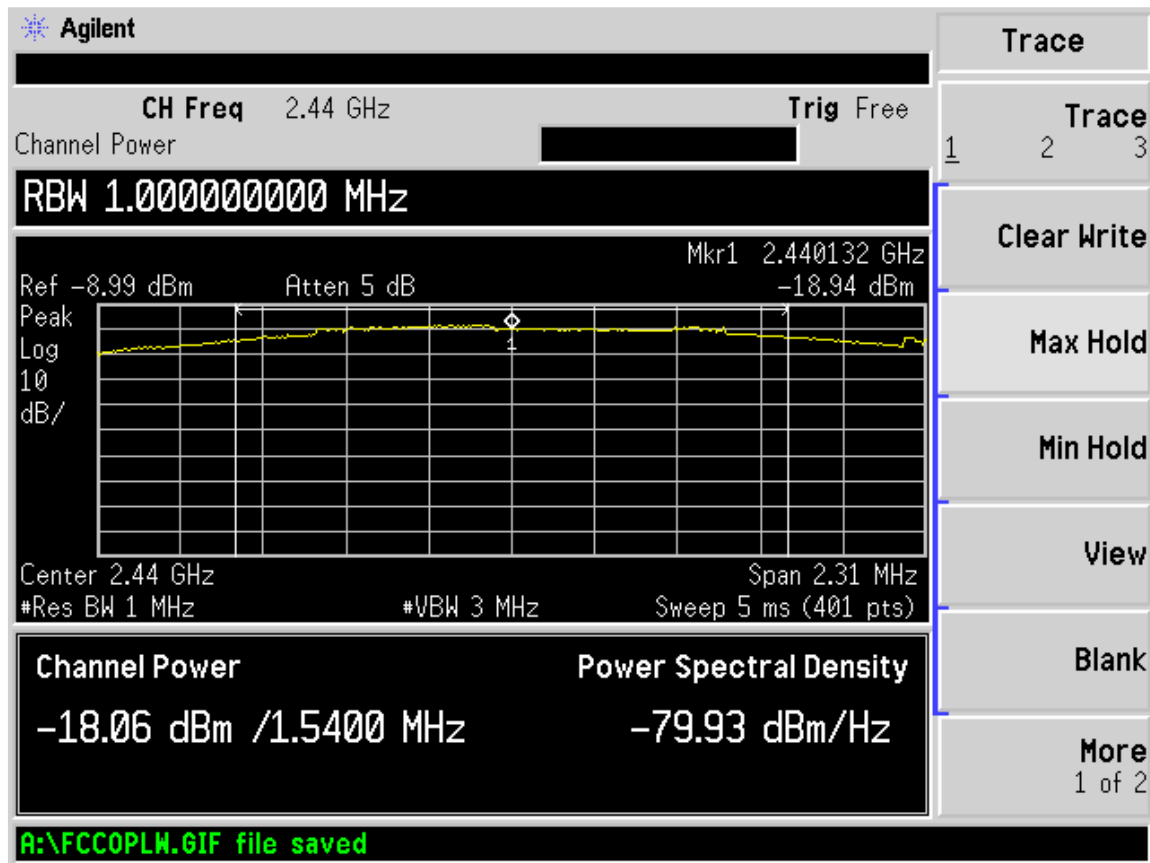 Agilent
Trace
CH Freq 2.44 GHz Trig Free
Channel Power
Trace
1 2 3
RBW 1.000000000 MHz
Clear Write
Mkr1 2.440132 GHz
Ref -8.99 dBm Atten 5 dB -18.94 dBm
Peak
Log
10
dB/
1
Max Hold
Min Hold
View
Center 2.44 GHz Span 2.31 MHz
#Res BW 1 MHz #VBW 3 MHz Sweep 5 ms (401 pts)
Channel Power Power Spectral Density
Blank
-18.06 dBm /1.5400 MHz -79.93 dBm/Hz
More
1 of 2
A:\FCCOPLW.GIF file saved